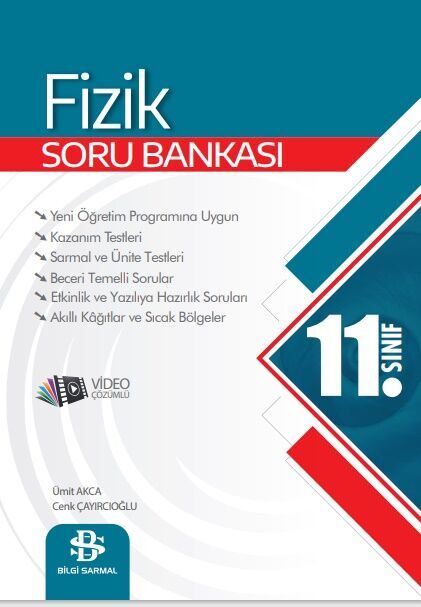 Fizik
SORU BANKASI
Yeni Öğretim Programına Uygun
Kazanım Testleri
Sarmal ve Ünite Testleri
Beceri Temelli Sorular
Etkinlik ve Yazılıya Hazırlık Soruları
Akıllı Kâğıtlar ve Sıcak Bölgeler
11. SINIF
VİDEO
ÇÖZÜMLÜ
Ümit AKCA
Cenk ÇAYIRCIOĞLU
BS
BİLGİ SARMAL